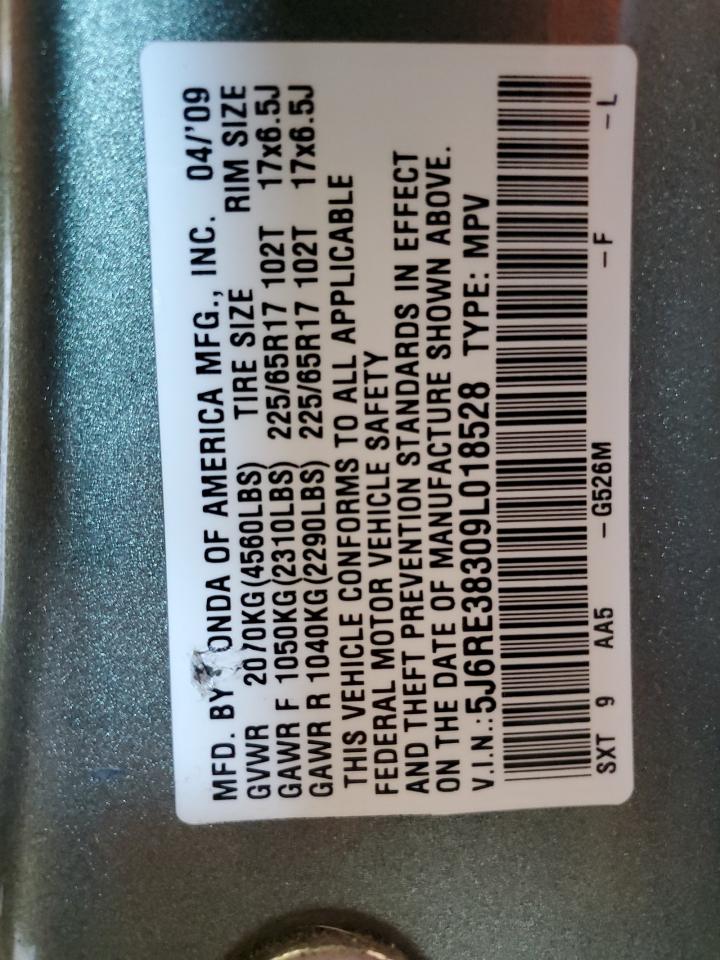 MFD. BY ONDA OF AMERICA MFG., INC. 04/'09
GVWR 2070KG(4560LBS) TIRE SIZE RIM SIZE
GAWR F 1050KG(2310LBS) 225/65R17 102T 17x6.5J
GAWR R 1040KG(2290LBS) 225/65R17 102T 17x6.5J
THIS VEHICLE CONFORMS TO ALL APPLICABLE
FEDERAL MOTOR VEHICLE SAFETY
AND THEFT PREVENTION STANDARDS IN EFFECT
ON THE DATE OF MANUFACTURE SHOWN ABOVE.
V.I.N.:5J6RE38309L018528 TYPE: MPV
SXT 9 AA5 -G526M -F -L